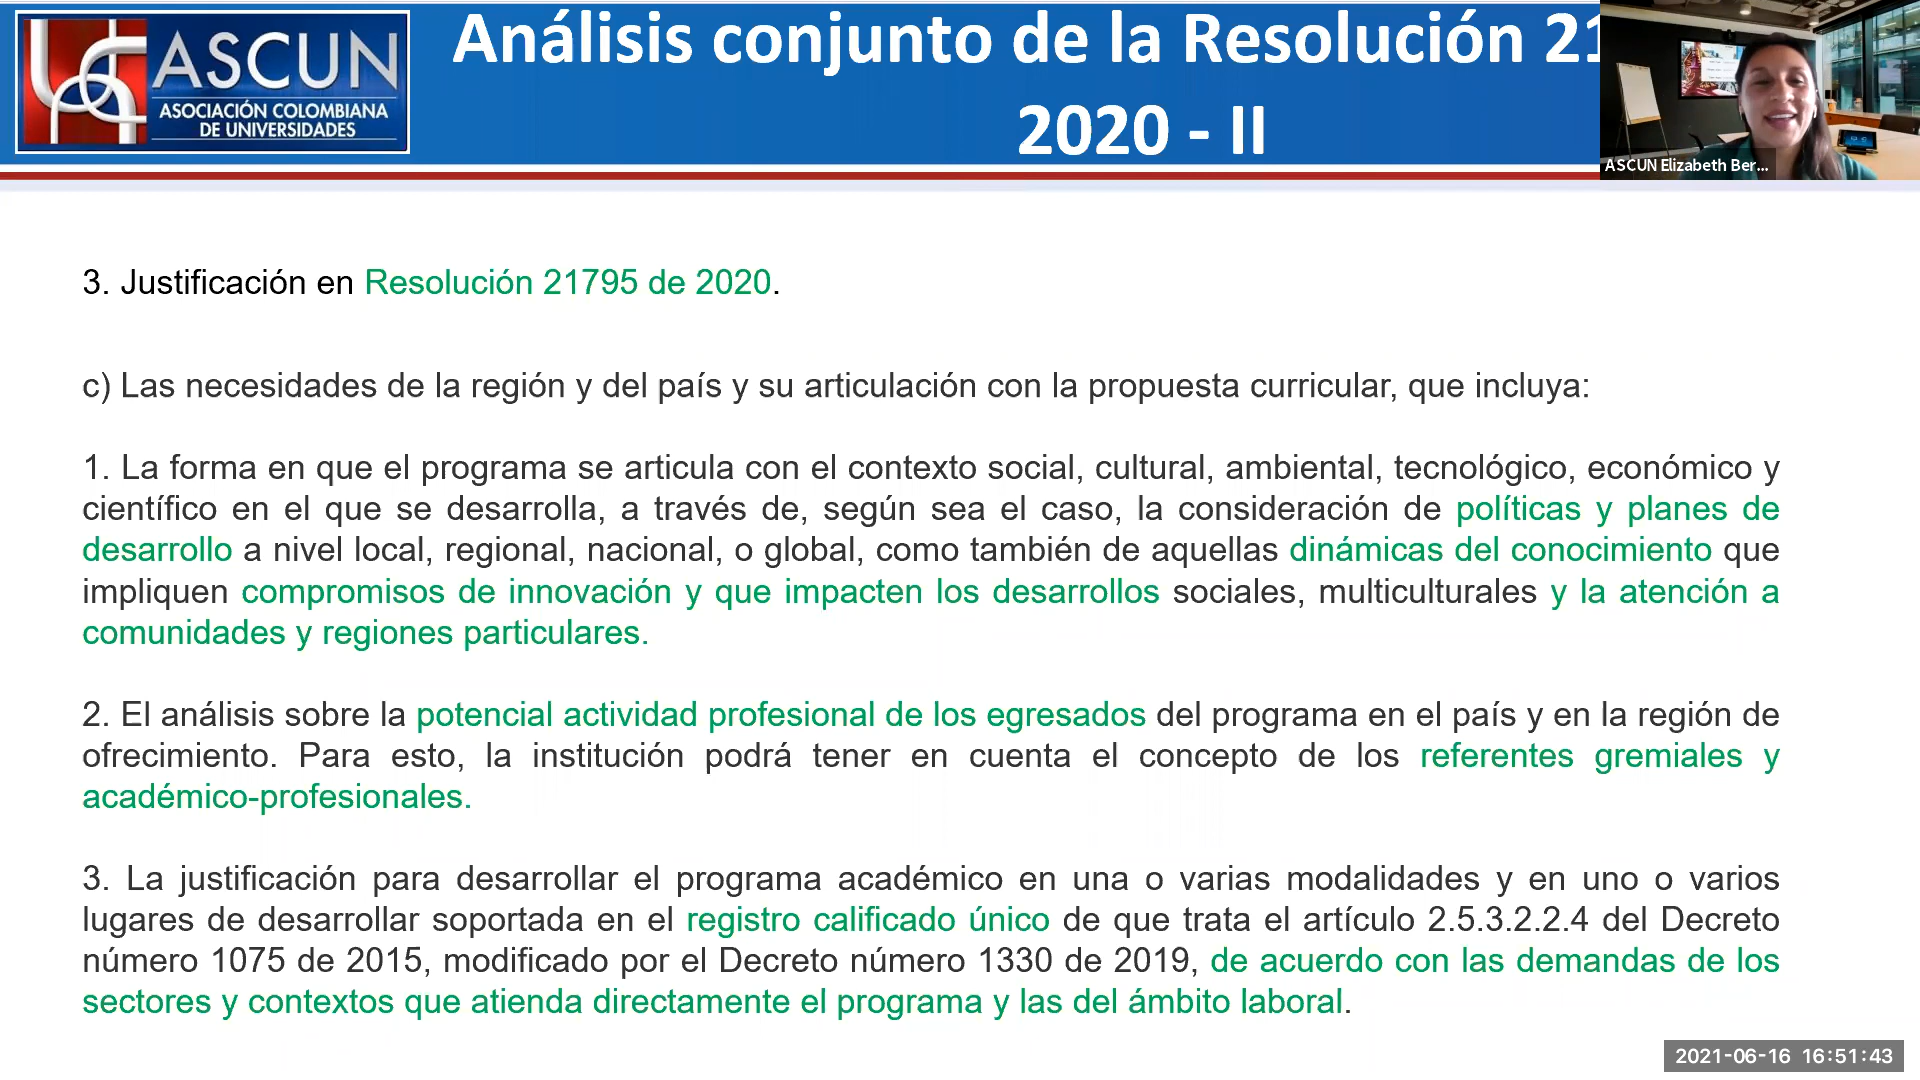 ASCUN
ASOCIACIÓN COLOMBIANA
DE UNIVERSIDADES
Análisis conjunto de la Resolución 21
2020 - II
ASCUN Elizabeth Ber...
3. Justificación en Resolución 21795 de 2020.
c) Las necesidades de la región y del país y su articulación con la propuesta curricular, que incluya:
1. La forma en que el programa se articula con el contexto social, cultural, ambiental, tecnológico, económico y
científico en el que se desarrolla, a través de, según sea el caso, la consideración de políticas y planes de
desarrollo a nivel local, regional, nacional, o global, como también de aquellas dinámicas del conocimiento que
impliquen compromisos de innovación y que impacten los desarrollos sociales, multiculturales y la atención a
comunidades y regiones particulares.
2. El análisis sobre la potencial actividad profesional de los egresados del programa en el país y en la región de
ofrecimiento. Para esto, la institución podrá tener en cuenta el concepto de los referentes gremiales y
académico-profesionales.
3. La justificación para desarrollar el programa académico en una o varias modalidades y en uno o varios
lugares de desarrollar soportada en el registro calificado único de que trata el artículo 2.5.3.2.2.4 del Decreto
número 1075 de 2015, modificado por el Decreto número 1330 de 2019, de acuerdo con las demandas de los
sectores y contextos que atienda directamente el programa y las del ámbito laboral.
2021-06-16 16:51:43